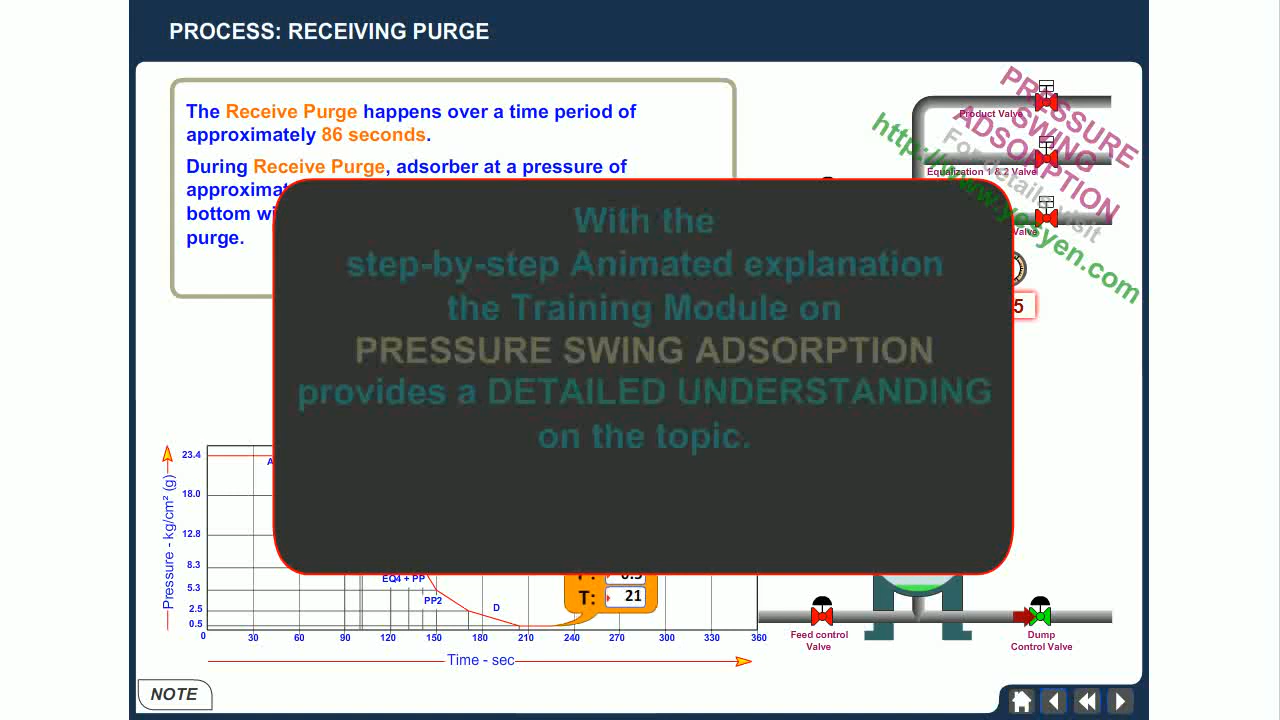 PROCESS: RECEIVING PURGE
The Receive Purge happens over a time period of
approximately 86 seconds.
During Receive Purge, adsorber at a pressure of
bottom
purge.
Product Valve
Equalization 1 & 2 Valve
Valve
PRESSURE
SWING
ADSORPTION
For details visit
http://www.yesyen.com
5
With the
step-by-step Animated explanation
the Training Module on
PRESSURE SWING ADSORPTION
provides a DETAILED UNDERSTANDING
on the topic.
Pressure - kg/cm² (g)
23.4
18.0
12.8
8.3
5.3
2.5
0.5
A
EQ4 + PP
PP2
D
P: 0.5
T: 21
0 30 60 90 120 150 180 210 240 270 300 330 360
Time - sec
Feed control
Valve
Dump
Control Valve
NOTE